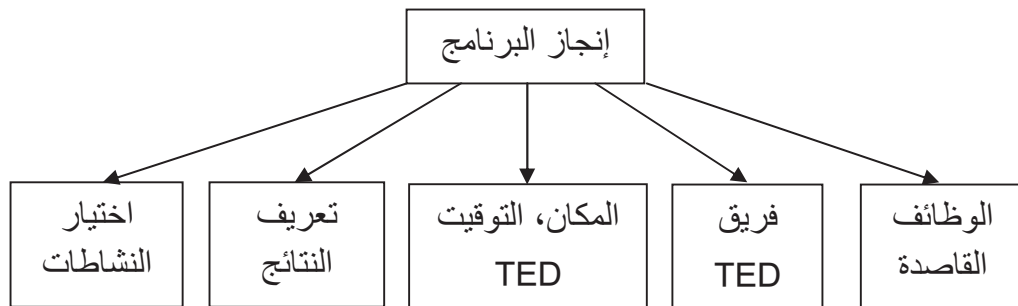 إنجاز البرنامج
الوظائف
القاصدة
فريق
TED
المكان، التوقيت
TED
تعريف
النتائج
اختيار
النشاطات